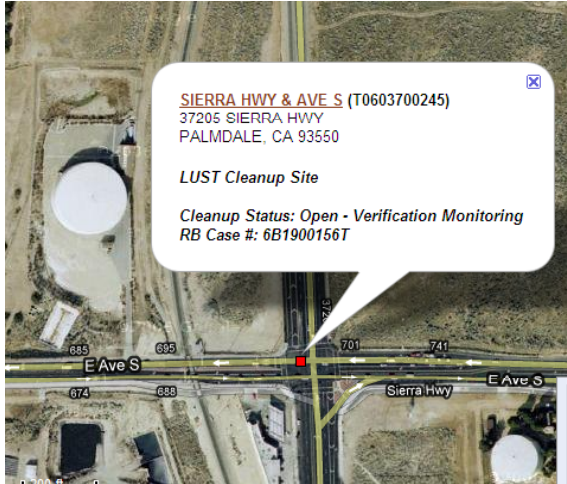 SIERRA HWY & AVE S (T0603700245)
37205 SIERRA HWY
PALMDALE, CA 93550
LUST Cleanup Site
Cleanup Status: Open - Verification Monitoring
RB Case #: 6B1900156T
685
695
701
741
E Ave S
674
688
Sierra Hwy
E Ave S